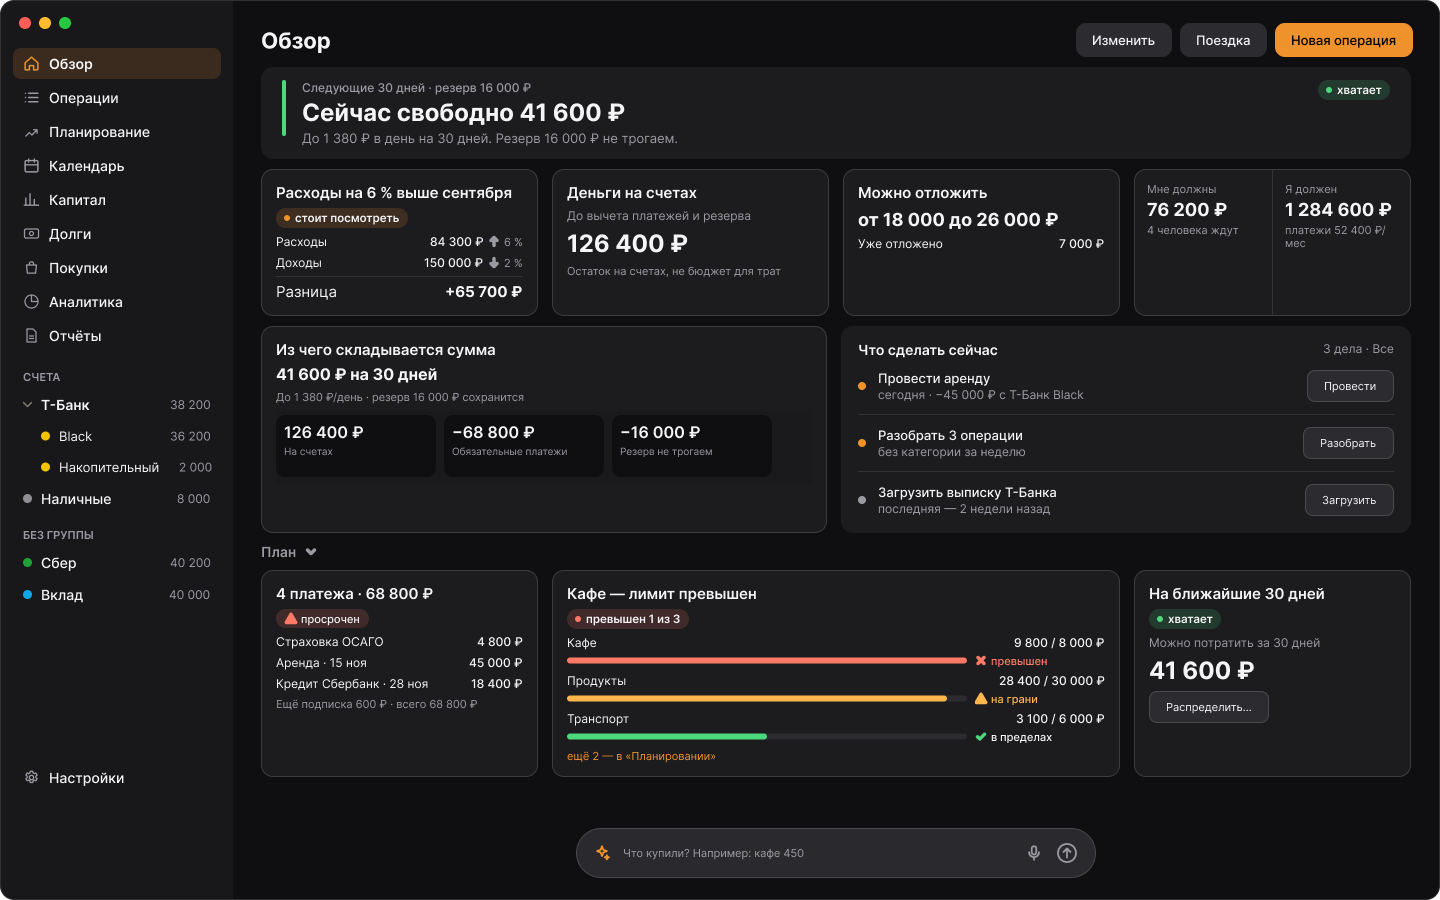 Обзор
Операции
Планирование
Календарь
Капитал
Долги
Покупки
Аналитика
Отчёты
СЧЕТА
Т-Банк 38 200
Black 36 200
Накопительный 2 000
Наличные 8 000
БЕЗ ГРУППЫ
Сбер 40 200
Вклад 40 000
Настройки
Обзор
Изменить
Поездка
Новая операция
Следующие 30 дней · резерв 16 000 ₽
Сейчас свободно 41 600 ₽
До 1 380 ₽ в день на 30 дней. Резерв 16 000 ₽ не трогаем.
хватает
Расходы на 6 % выше сентября
стоит посмотреть
Расходы 84 300 ₽ 6 %
Доходы 150 000 ₽ 2 %
Разница +65 700 ₽
Деньги на счетах
До вычета платежей и резерва
126 400 ₽
Остаток на счетах, не бюджет для трат
Можно отложить
от 18 000 до 26 000 ₽
Уже отложено 7 000 ₽
Мне должны
76 200 ₽
4 человека ждут
Я должен
1 284 600 ₽
платежи 52 400 ₽/
мес
Из чего складывается сумма
41 600 ₽ на 30 дней
До 1 380 ₽/день · резерв 16 000 ₽ сохранится
126 400 ₽
На счетах
−68 800 ₽
Обязательные платежи
−16 000 ₽
Резерв не трогаем
Что сделать сейчас
3 дела · Все
Провести аренду
сегодня · −45 000 ₽ с Т-Банк Black
Провести
Разобрать 3 операции
без категории за неделю
Разобрать
Загрузить выписку Т-Банка
последняя — 2 недели назад
Загрузить
План
4 платежа · 68 800 ₽
просрочен
Страховка ОСАГО 4 800 ₽
Аренда · 15 ноя 45 000 ₽
Кредит Сбербанк · 28 ноя 18 400 ₽
Ещё подписка 600 ₽ · всего 68 800 ₽
Кафе — лимит превышен
превышен 1 из 3
Кафе 9 800 / 8 000 ₽
превышен
Продукты 28 400 / 30 000 ₽
на грани
Транспорт 3 100 / 6 000 ₽
в пределах
ещё 2 — в «Планировании»
На ближайшие 30 дней
хватает
Можно потратить за 30 дней
41 600 ₽
Распределить...
Что купили? Например: кафе 450